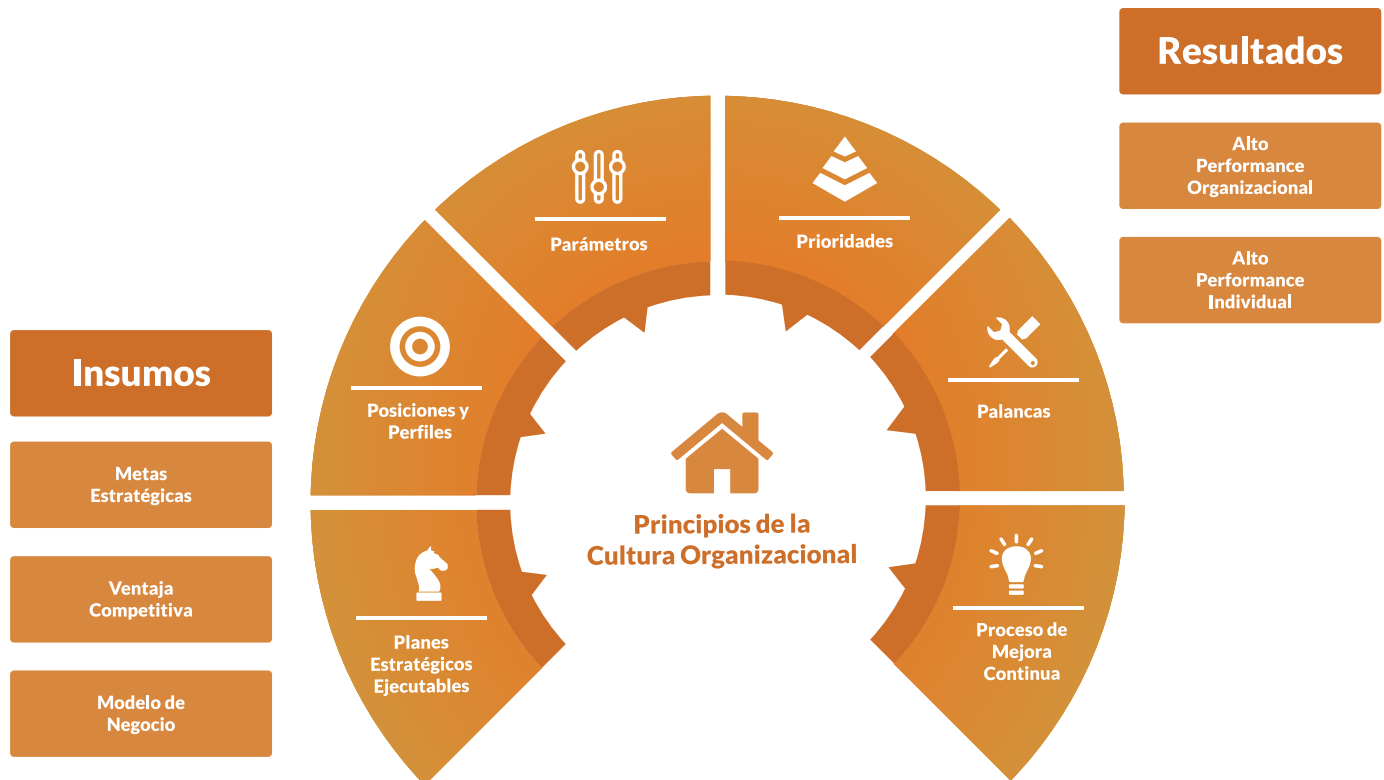 Insumos
Metas
Estratégicas
Ventaja
Competitiva
Modelo de
Negocio
Planes
Estratégicos
Ejecutables
Posiciones y
Perfiles
Parámetros
Prioridades
Palancas
Proceso de
Mejora
Continua
Principios de la
Cultura Organizacional
Resultados
Alto
Performance
Organizacional
Alto
Performance
Individual